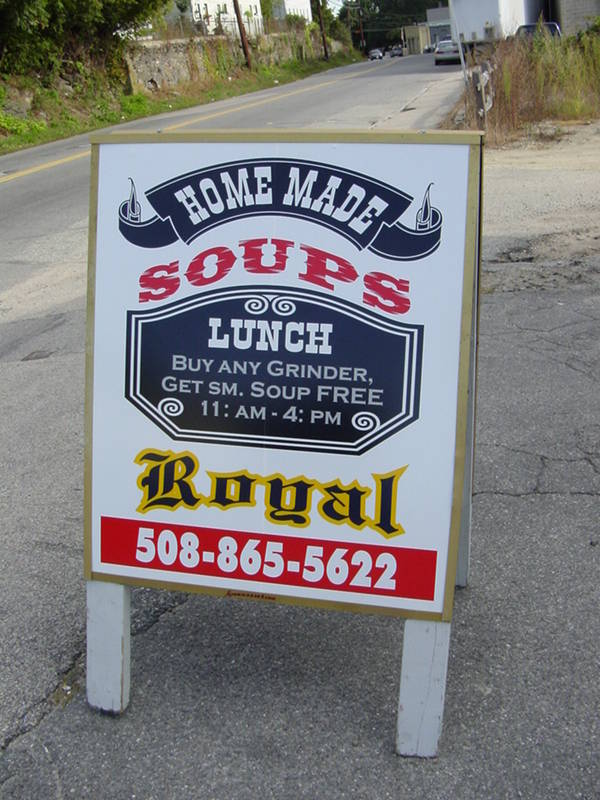 HOME MADE
SOUPS
LUNCH
BUY ANY GRINDER,
GET SM. SOUP FREE
11: AM - 4: PM
Royal
508-865-5622